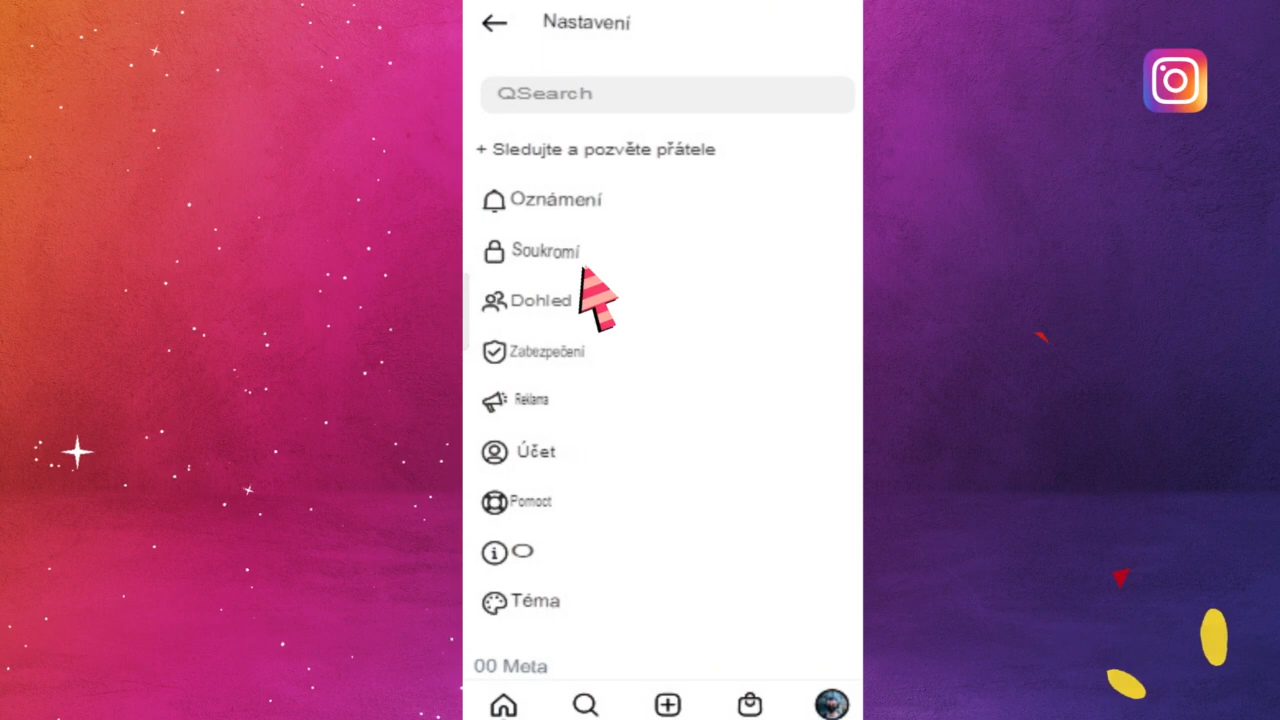 Nastavení
QSearch
+ Sledujte a pozvěte přátele
Oznámení
Soukromí
Dohled
Zabezpečení
Reklama
Účet
Pomoct
O
Téma
00 Meta